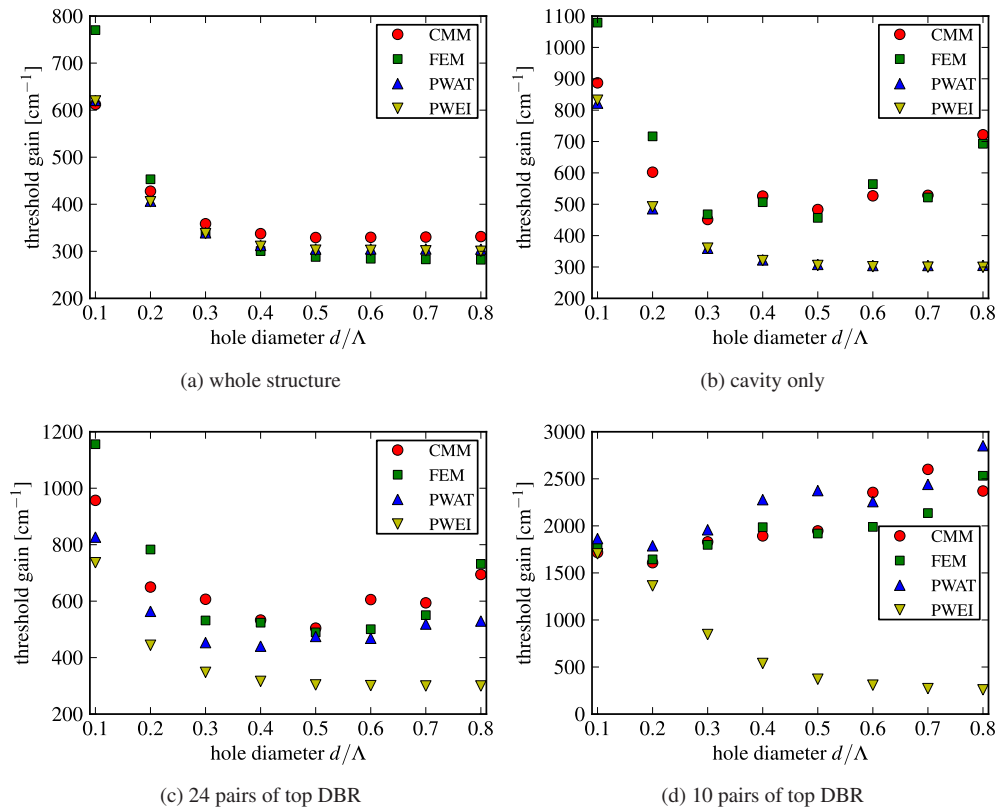 800
700
600
500
400
300
200
threshold gain [cm⁻¹]
CMM
FEM
PWAT
PWEI
0.1 0.2 0.3 0.4 0.5 0.6 0.7 0.8
hole diameter d/Λ
(a) whole structure
1100
1000
900
800
700
600
500
400
300
200
threshold gain [cm⁻¹]
CMM
FEM
PWAT
PWEI
0.1 0.2 0.3 0.4 0.5 0.6 0.7 0.8
hole diameter d/Λ
(b) cavity only
1200
1000
800
600
400
200
threshold gain [cm⁻¹]
CMM
FEM
PWAT
PWEI
0.1 0.2 0.3 0.4 0.5 0.6 0.7 0.8
hole diameter d/Λ
(c) 24 pairs of top DBR
3000
2500
2000
1500
1000
500
0
threshold gain [cm⁻¹]
CMM
FEM
PWAT
PWEI
0.1 0.2 0.3 0.4 0.5 0.6 0.7 0.8
hole diameter d/Λ
(d) 10 pairs of top DBR